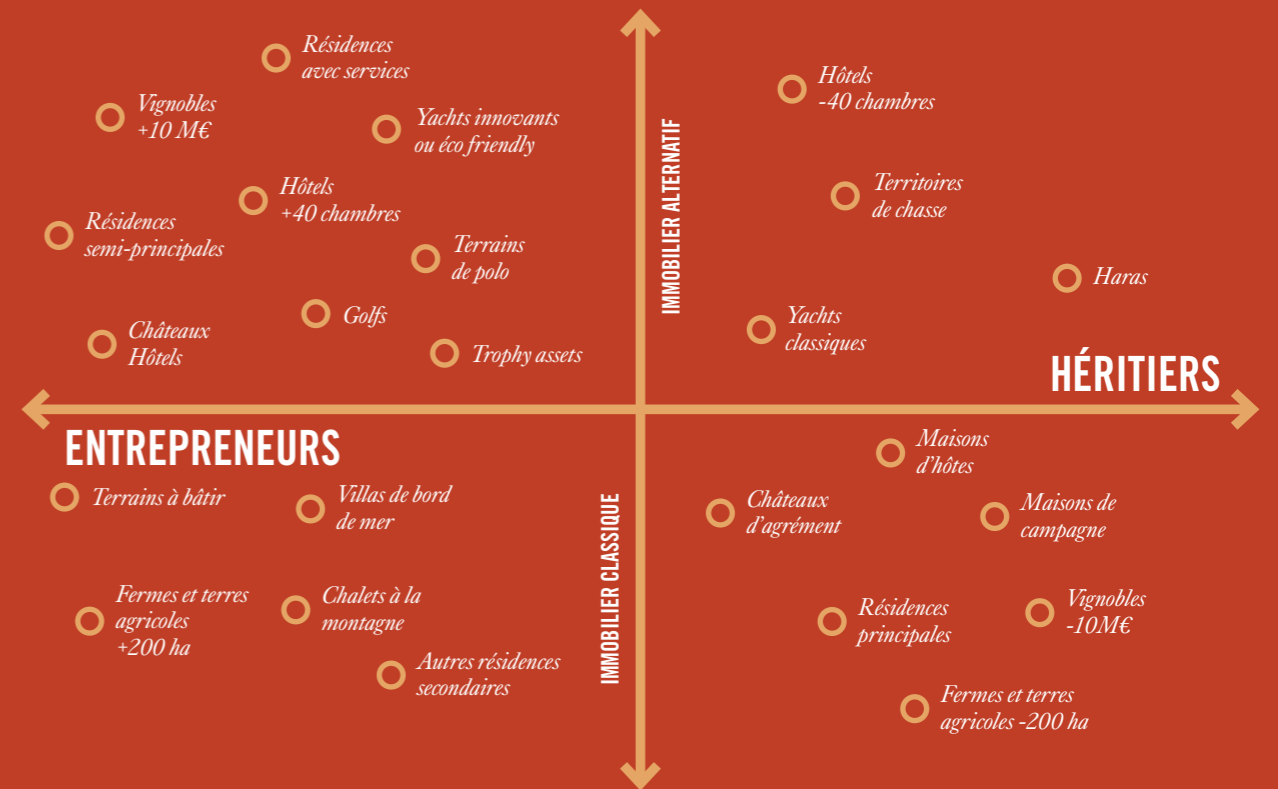 Résidences
avec services
Vignobles
+10 M€
Yachts innovants
ou éco friendly
Hôtels
+40 chambres
Résidences
semi-principales
Terrains
de polo
Golfs
Châteaux
Hôtels
Trophy assets
IMMOBILIER ALTERNATIF
Hôtels
-40 chambres
Territoires
de chasse
Haras
Yachts
classiques
HÉRITIERS
ENTREPRENEURS
Terrains à bâtir
Villas de bord
de mer
Fermes et terres
agricoles
+200 ha
Chalets à la
montagne
Autres résidences
secondaires
IMMOBILIER CLASSIQUE
Maisons
d'hôtes
Châteaux
d'agrément
Maisons de
campagne
Résidences
principales
Vignobles
-10M€
Fermes et terres
agricoles -200 ha